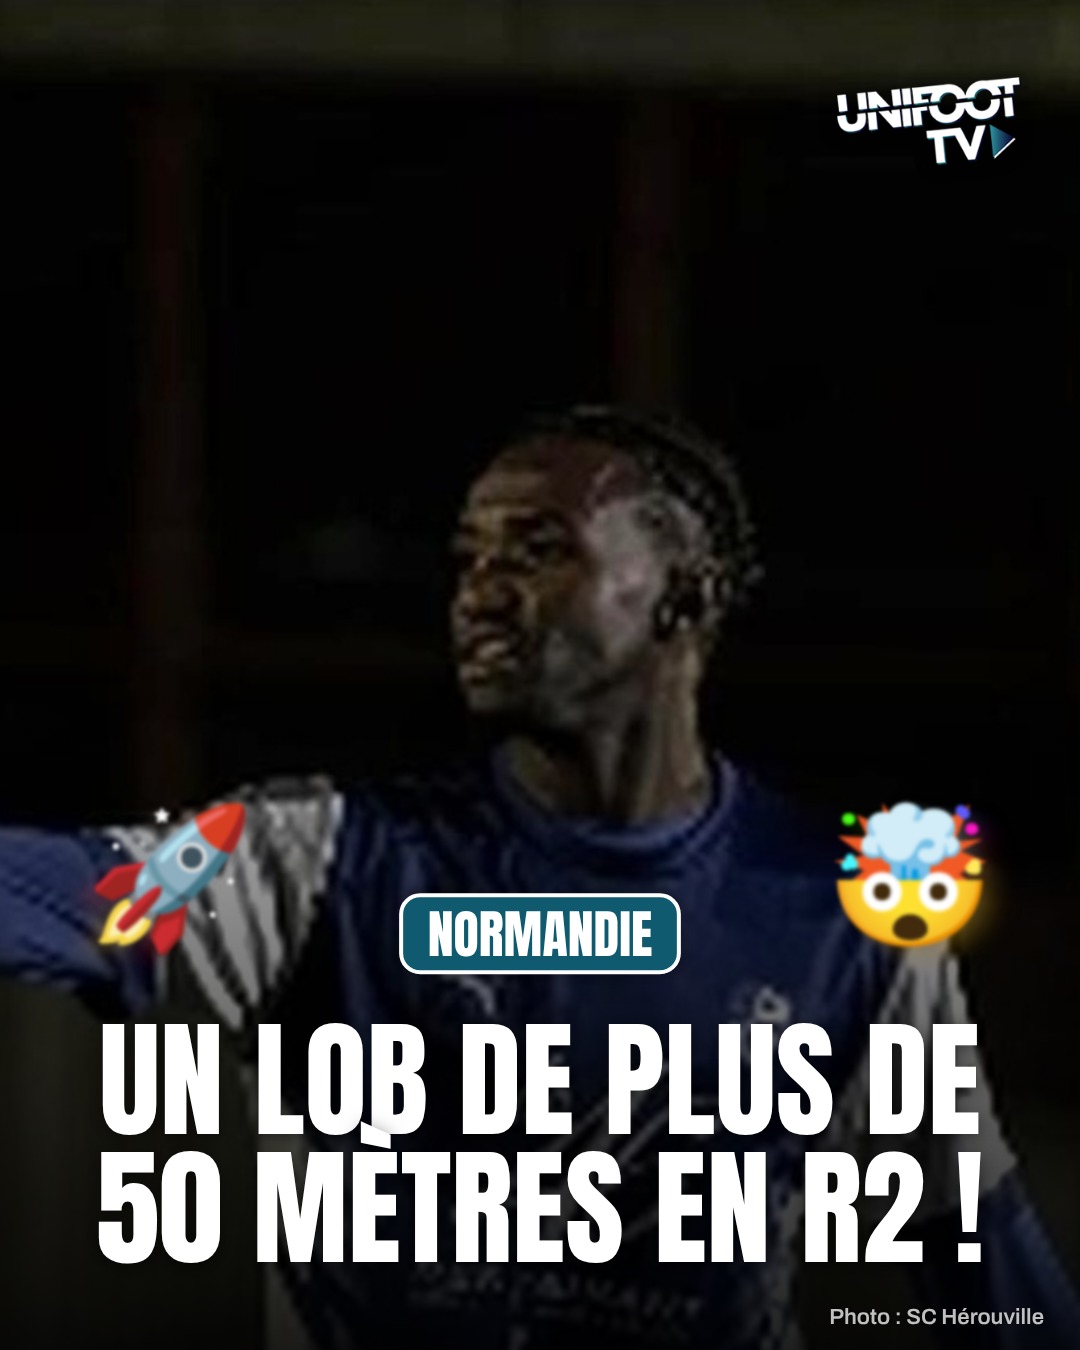 UNIFOOT
TV
NORMANDIE
UN LOB DE PLUS DE
50 MÈTRES EN R2 !
Photo : SC Hérouville